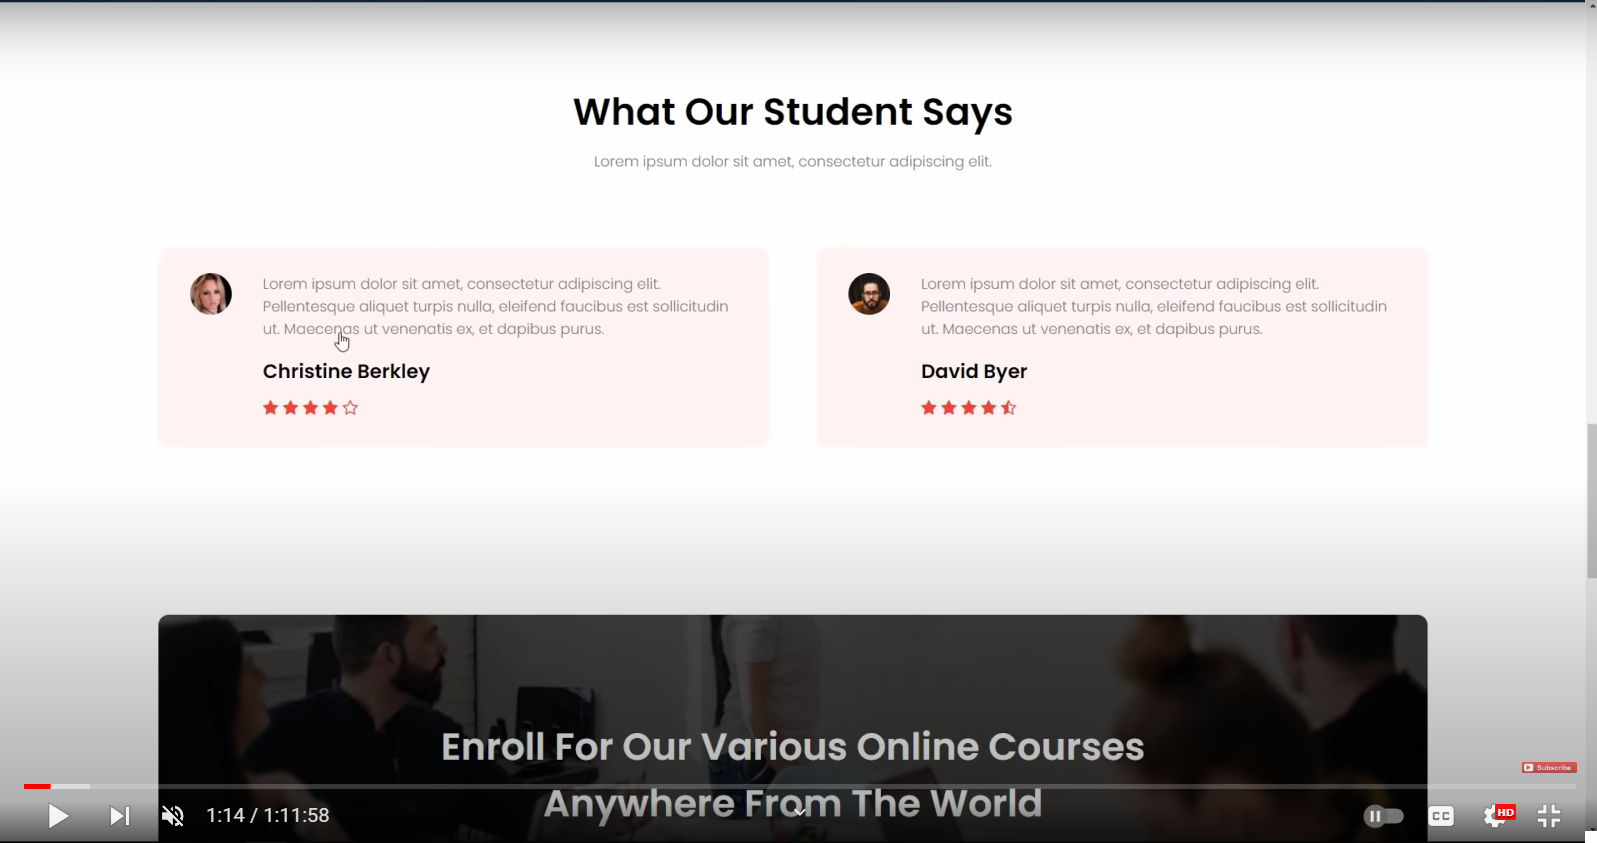 What Our Student Says
Lorem ipsum dolor sit amet, consectetur adipiscing elit.
Lorem ipsum dolor sit amet, consectetur adipiscing elit.
Pellentesque aliquet turpis nulla, eleifend faucibus est sollicitudin
ut. Maecenas ut venenatis ex, et dapibus purus.
Christine Berkley
Lorem ipsum dolor sit amet, consectetur adipiscing elit.
Pellentesque aliquet turpis nulla, eleifend faucibus est sollicitudin
ut. Maecenas ut venenatis ex, et dapibus purus.
David Byer
Enroll For Our Various Online Courses
Anywhere From The World
Subscribe
1:14 / 1:11:58
CC
HD